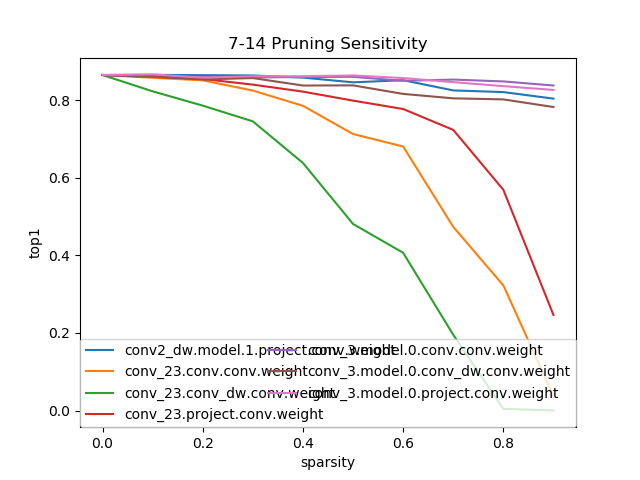 7-14 Pruning Sensitivity
top1
0.8
0.6
0.4
0.2
0.0
conv2_dw.model.1.project.conv.weight
conv_23.conv.conv.weight
conv_23.conv_dw.conv.weight
conv_23.project.conv.weight
conv_3.model.0.conv.conv.weight
conv_3.model.0.conv_dw.conv.weight
conv_3.model.0.project.conv.weight
0.0 0.2 0.4 0.6 0.8
sparsity